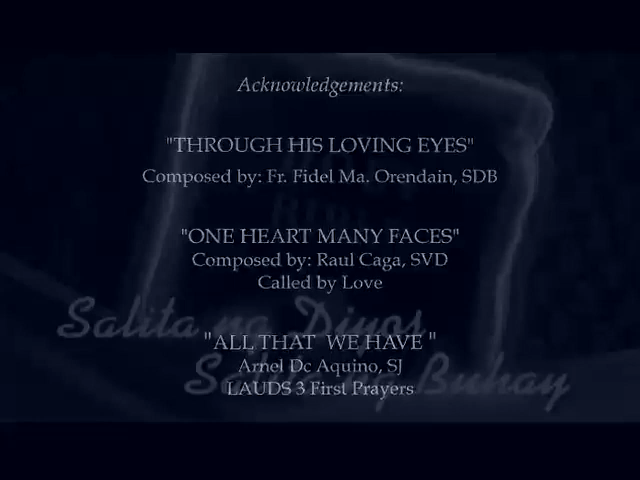 Acknowledgements:
"THROUGH HIS LOVING EYES"
Composed by: Fr. Fidel Ma. Orendain, SDB
"ONE HEART MANY FACES"
Composed by: Raul Caga, SVD
Called by Love
"ALL THAT WE HAVE "
Arnel Dc Aquino, SJ
LAUDS 3 First Prayers
Salita ng Diyos
Salita ng Buhay